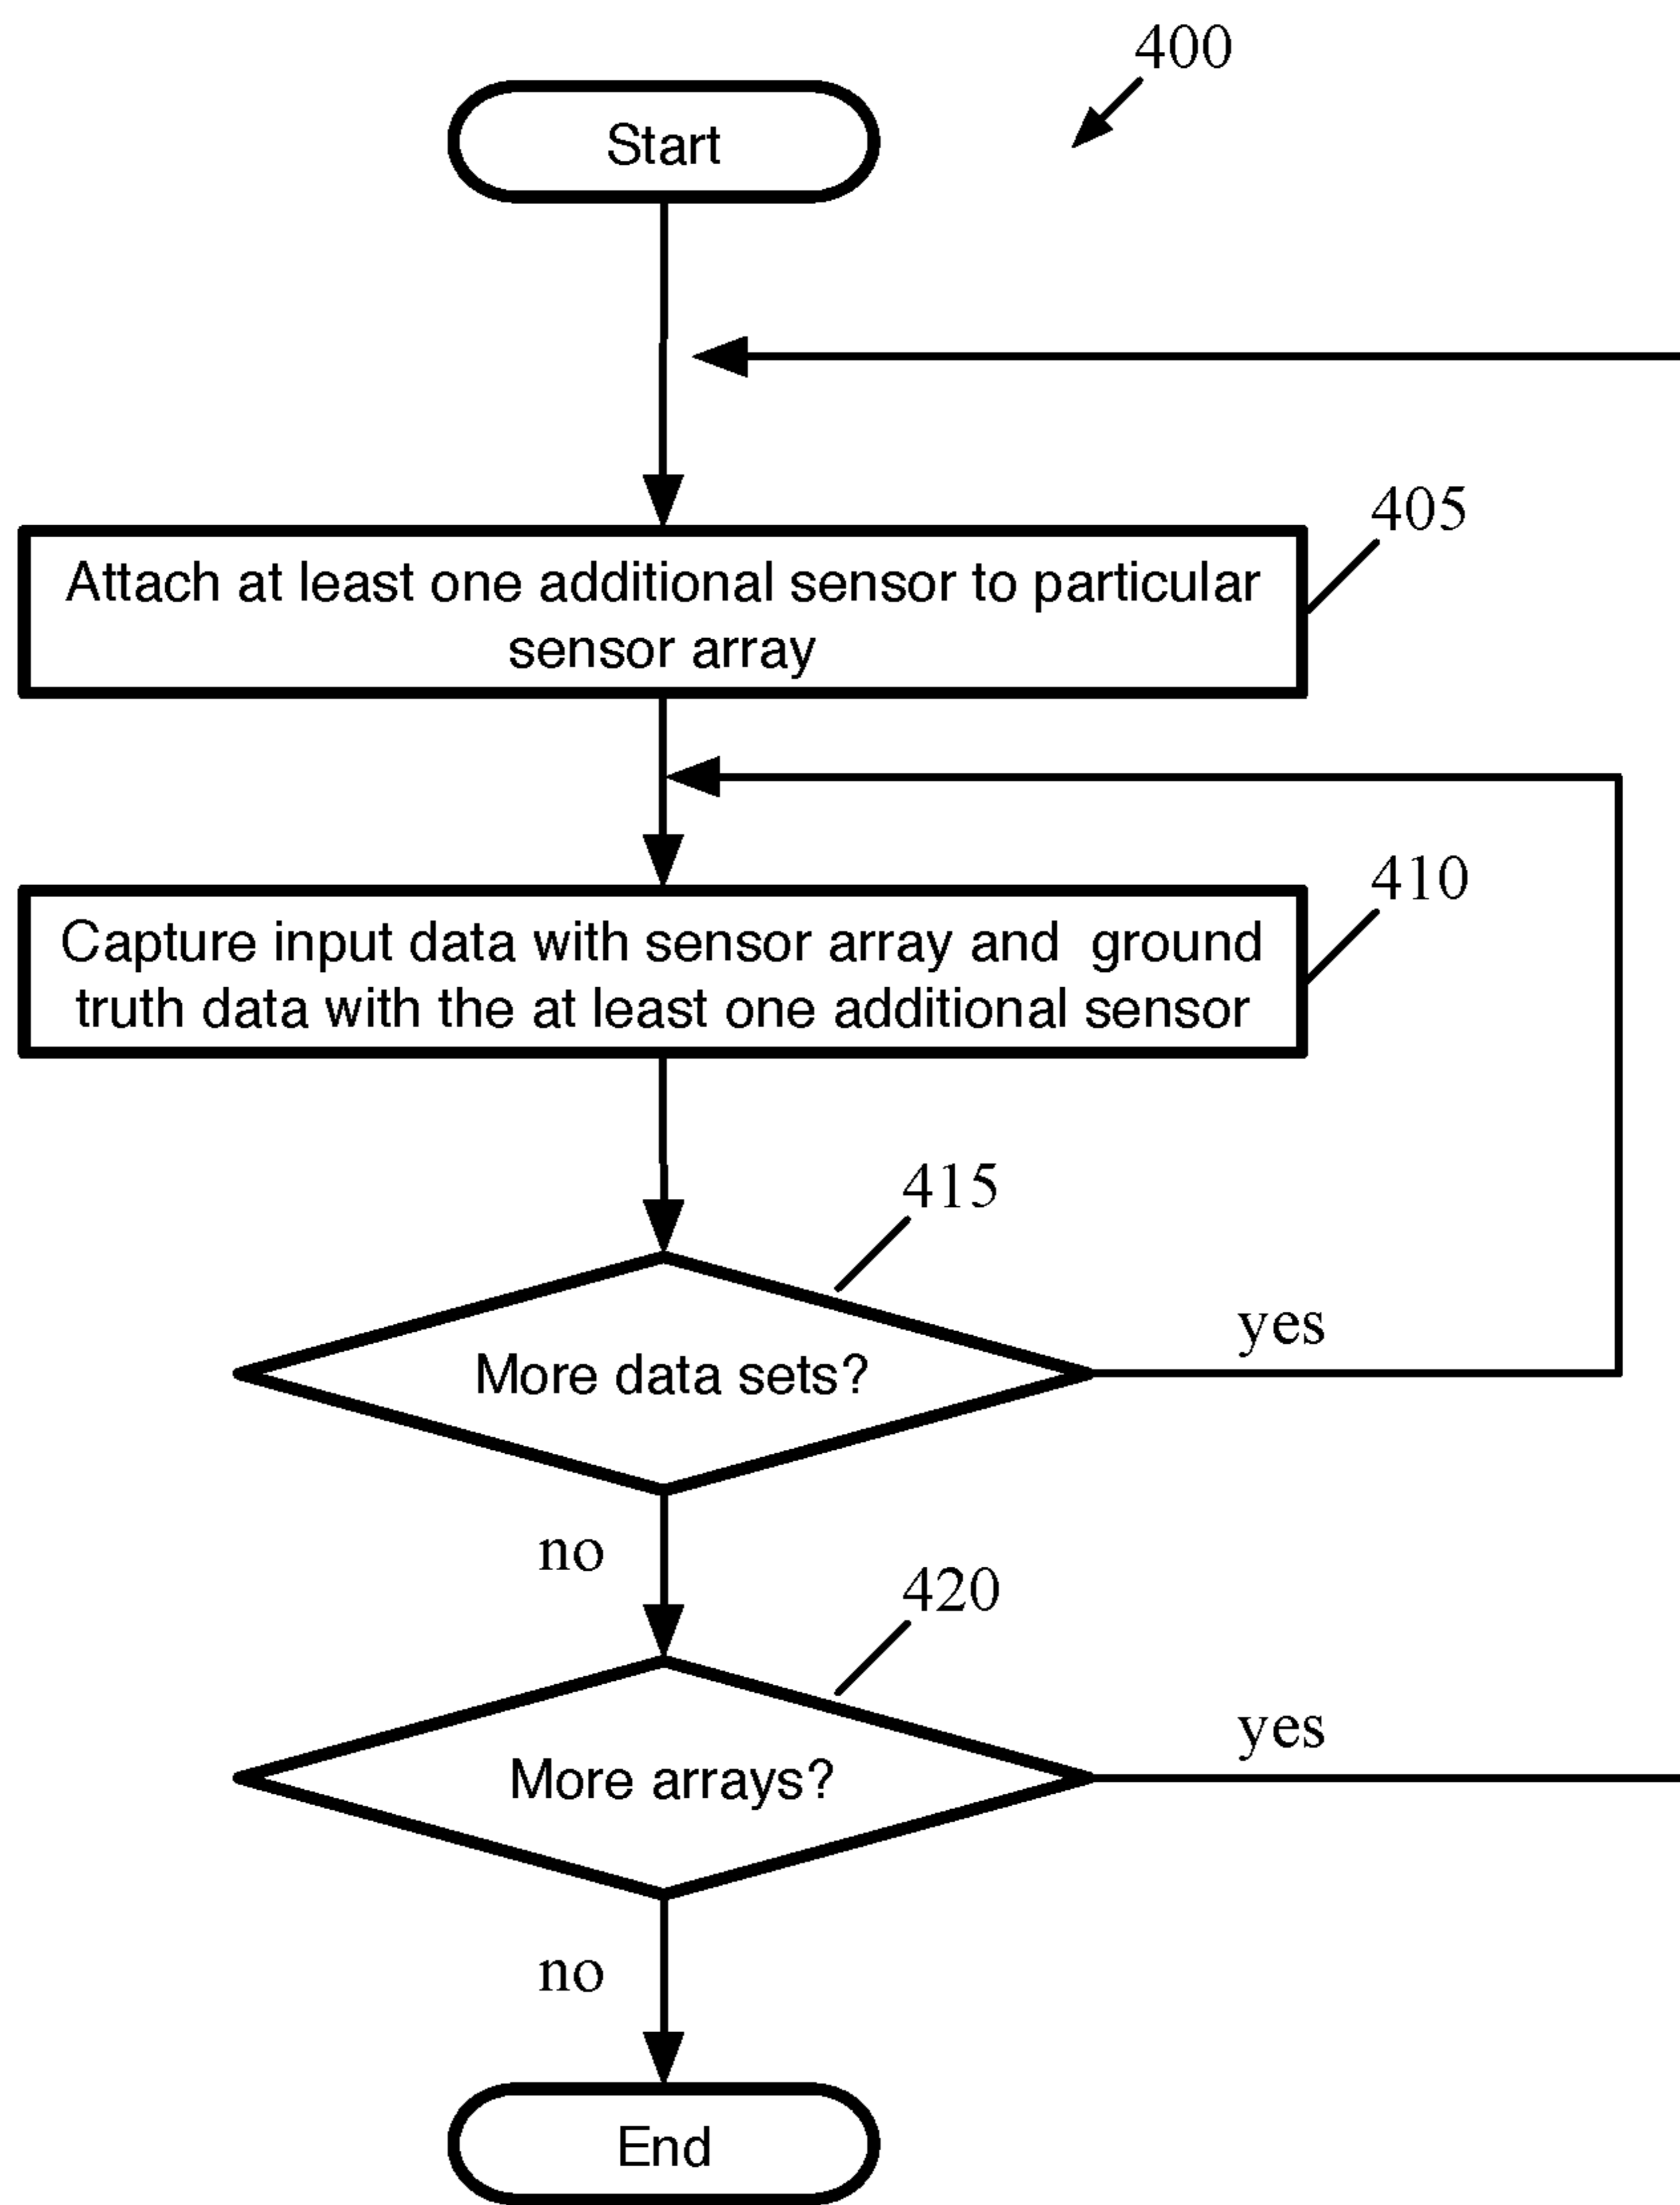 400
Start
405
Attach at least one additional sensor to particular
sensor array
410
Capture input data with sensor array and ground
truth data with the at least one additional sensor
415
More data sets?
yes
no
420
More arrays?
yes
no
End